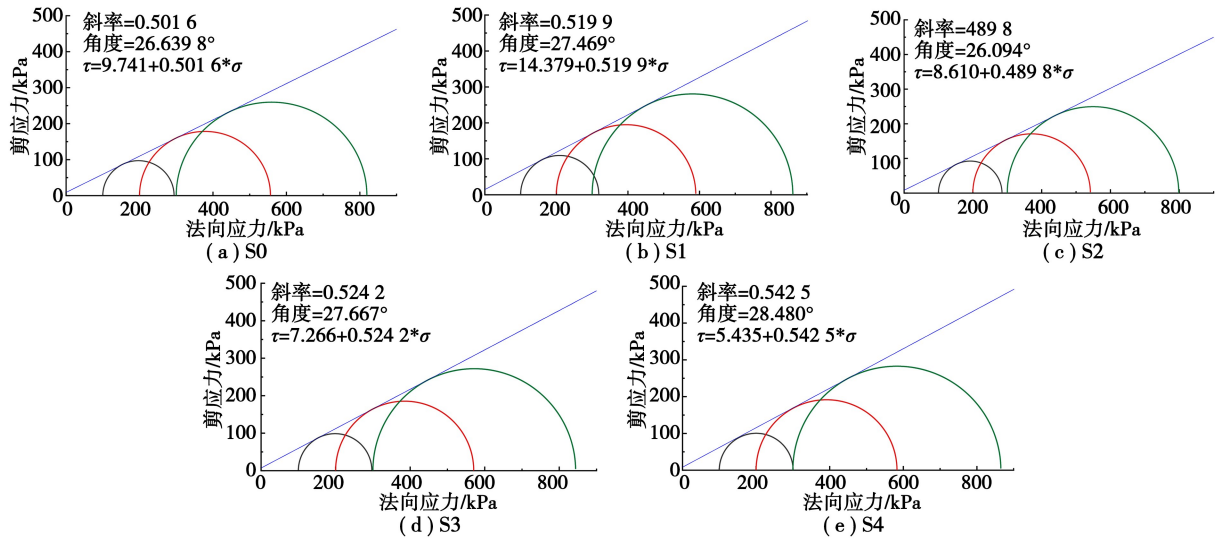 500
400
300
200
100
0
剪应力/kPa
斜率=0.501 6
角度=26.639 8°
τ=9.741+0.501 6*σ
0 200 400 600 800
法向应力/kPa
(a) S0
500
400
300
200
100
0
剪应力/kPa
斜率=0.519 9
角度=27.469°
τ=14.379+0.519 9*σ
0 200 400 600 800
法向应力/kPa
(b) S1
500
400
300
200
100
0
剪应力/kPa
斜率=489 8
角度=26.094°
τ=8.610+0.489 8*σ
0 200 400 600 800
法向应力/kPa
(c) S2
500
400
300
200
100
0
剪应力/kPa
斜率=0.524 2
角度=27.667°
τ=7.266+0.524 2*σ
0 200 400 600 800
法向应力/kPa
(d) S3
500
400
300
200
100
0
剪应力/kPa
斜率=0.542 5
角度=28.480°
τ=5.435+0.542 5*σ
0 200 400 600 800
法向应力/kPa
(e) S4